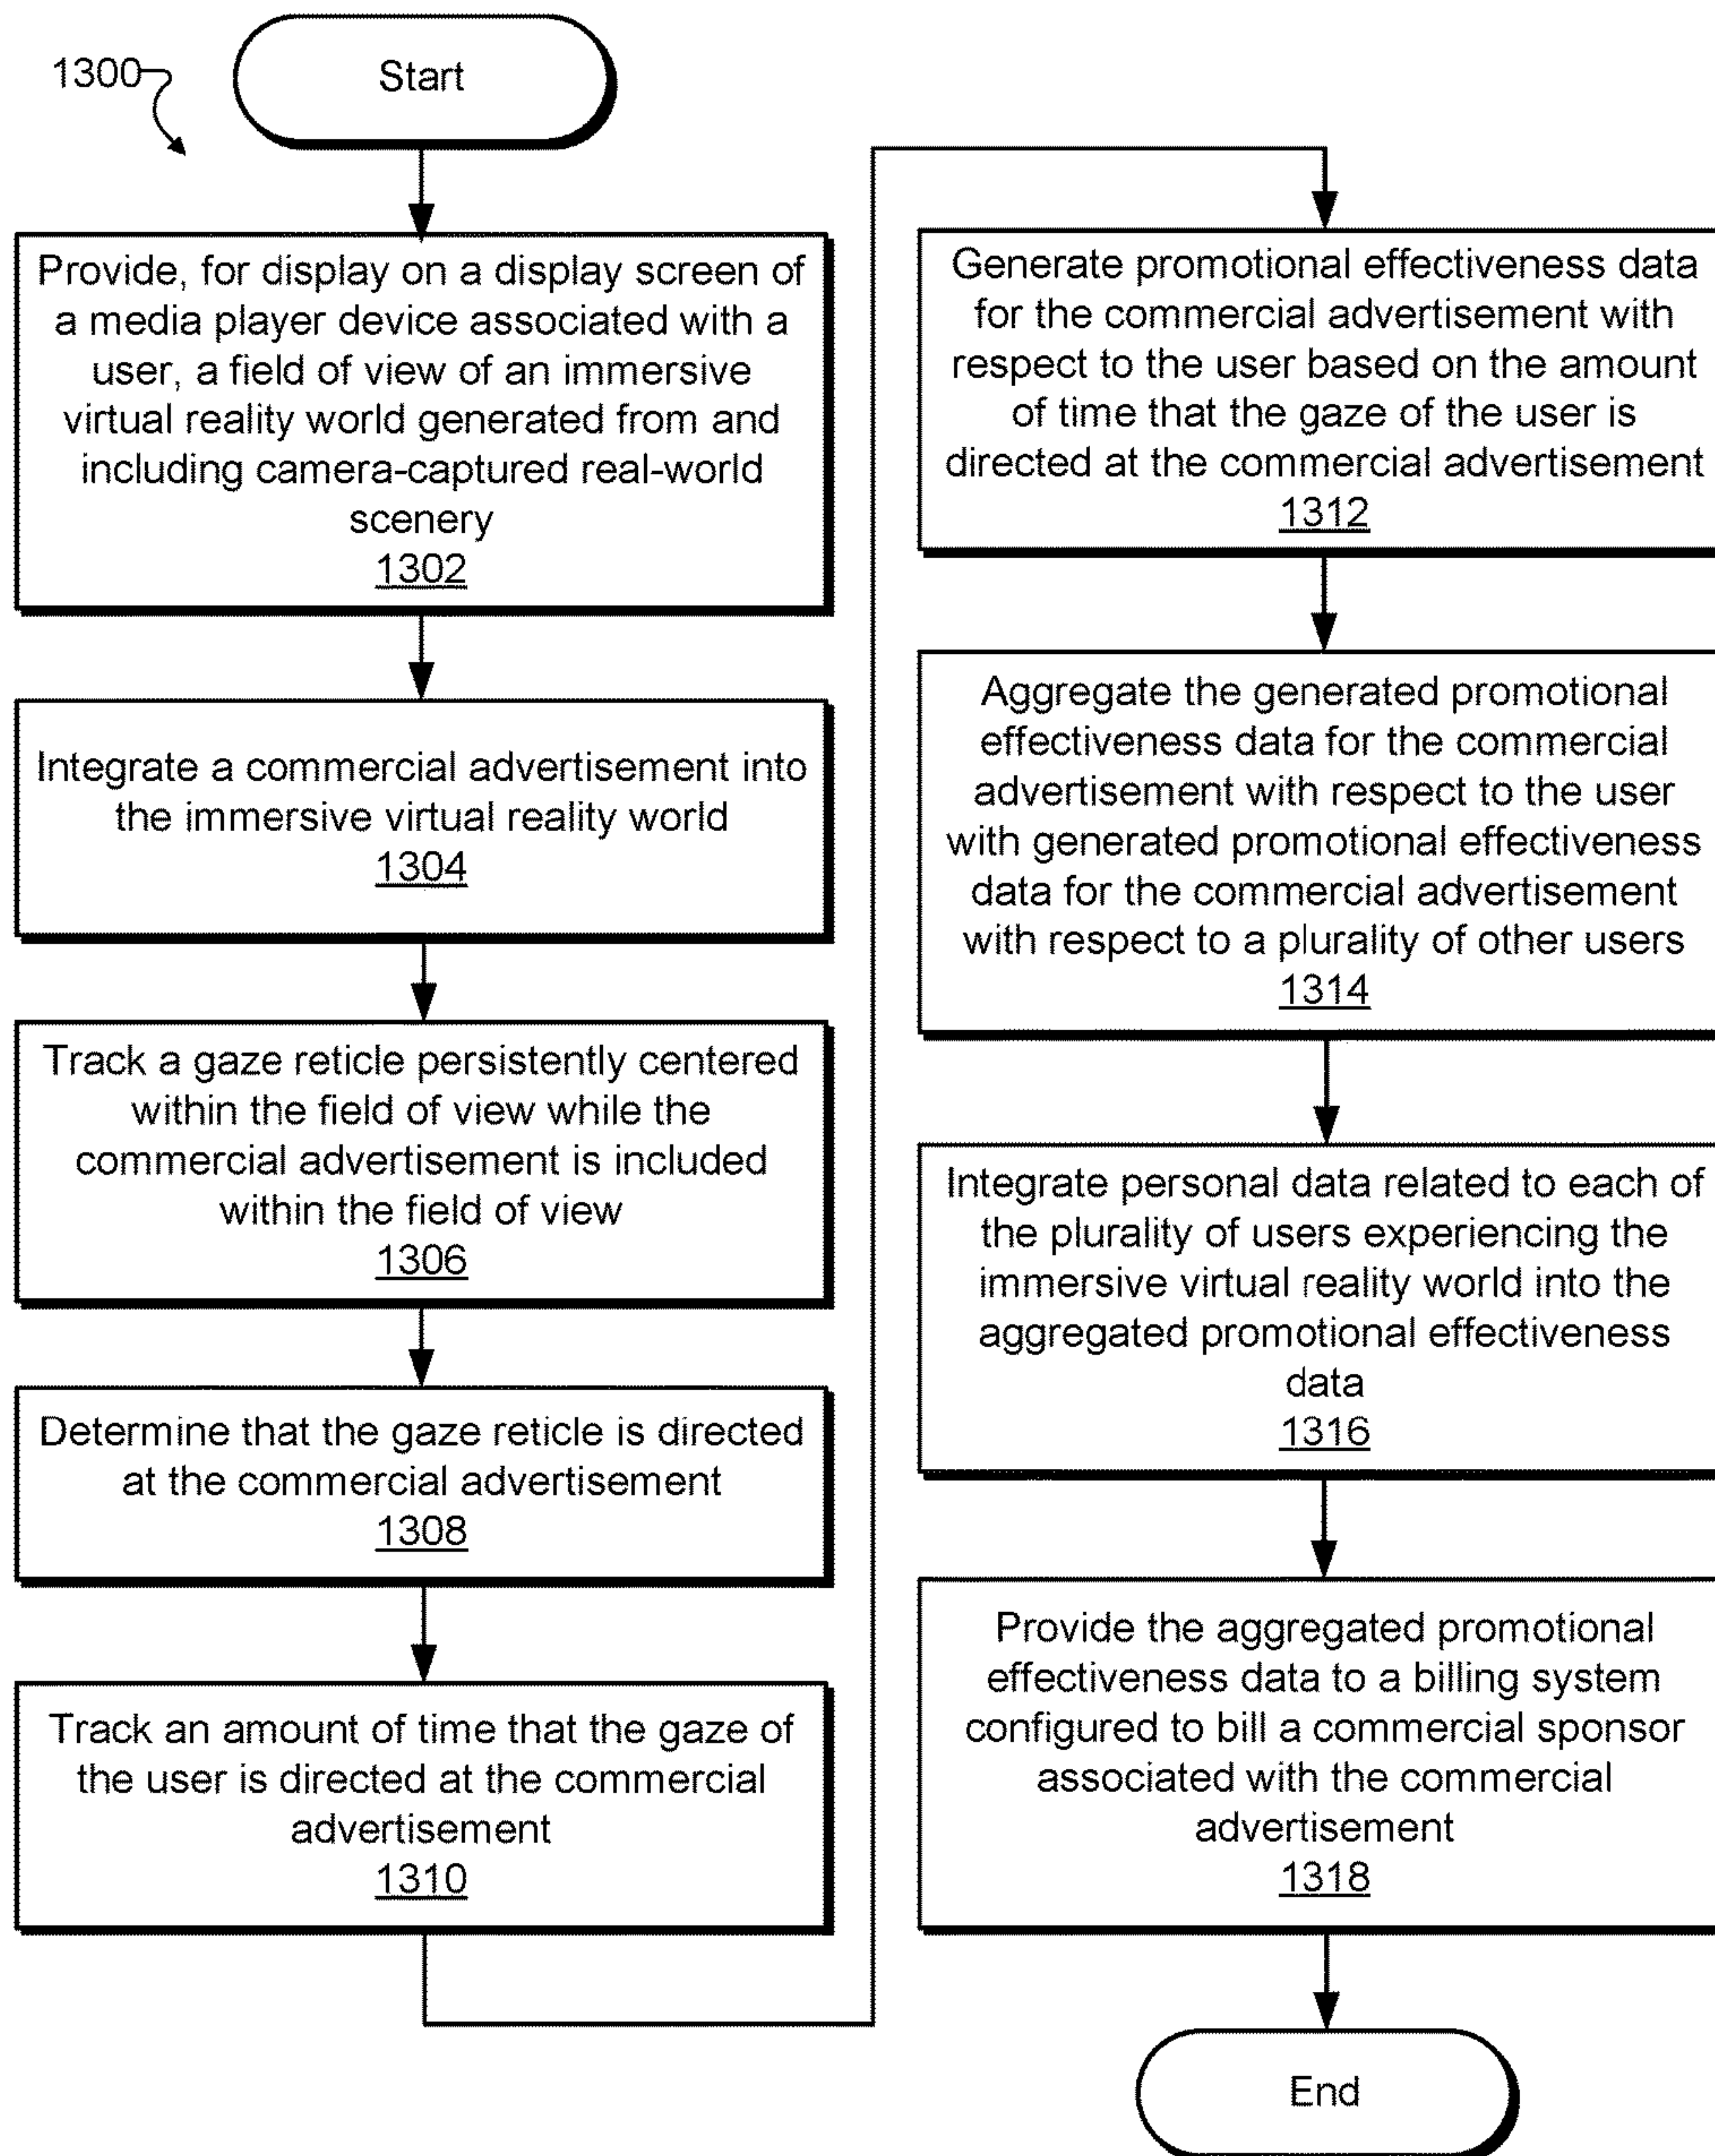 1300
Start
Provide, for display on a display screen of
a media player device associated with a
user, a field of view of an immersive
virtual reality world generated from and
including camera-captured real-world
scenery
1302
Integrate a commercial advertisement into
the immersive virtual reality world
1304
Track a gaze reticle persistently centered
within the field of view while the
commercial advertisement is included
within the field of view
1306
Determine that the gaze reticle is directed
at the commercial advertisement
1308
Track an amount of time that the gaze of
the user is directed at the commercial
advertisement
1310
Generate promotional effectiveness data
for the commercial advertisement with
respect to the user based on the amount
of time that the gaze of the user is
directed at the commercial advertisement
1312
Aggregate the generated promotional
effectiveness data for the commercial
advertisement with respect to the user
with generated promotional effectiveness
data for the commercial advertisement
with respect to a plurality of other users
1314
Integrate personal data related to each of
the plurality of users experiencing the
immersive virtual reality world into the
aggregated promotional effectiveness
data
1316
Provide the aggregated promotional
effectiveness data to a billing system
configured to bill a commercial sponsor
associated with the commercial
advertisement
1318
End